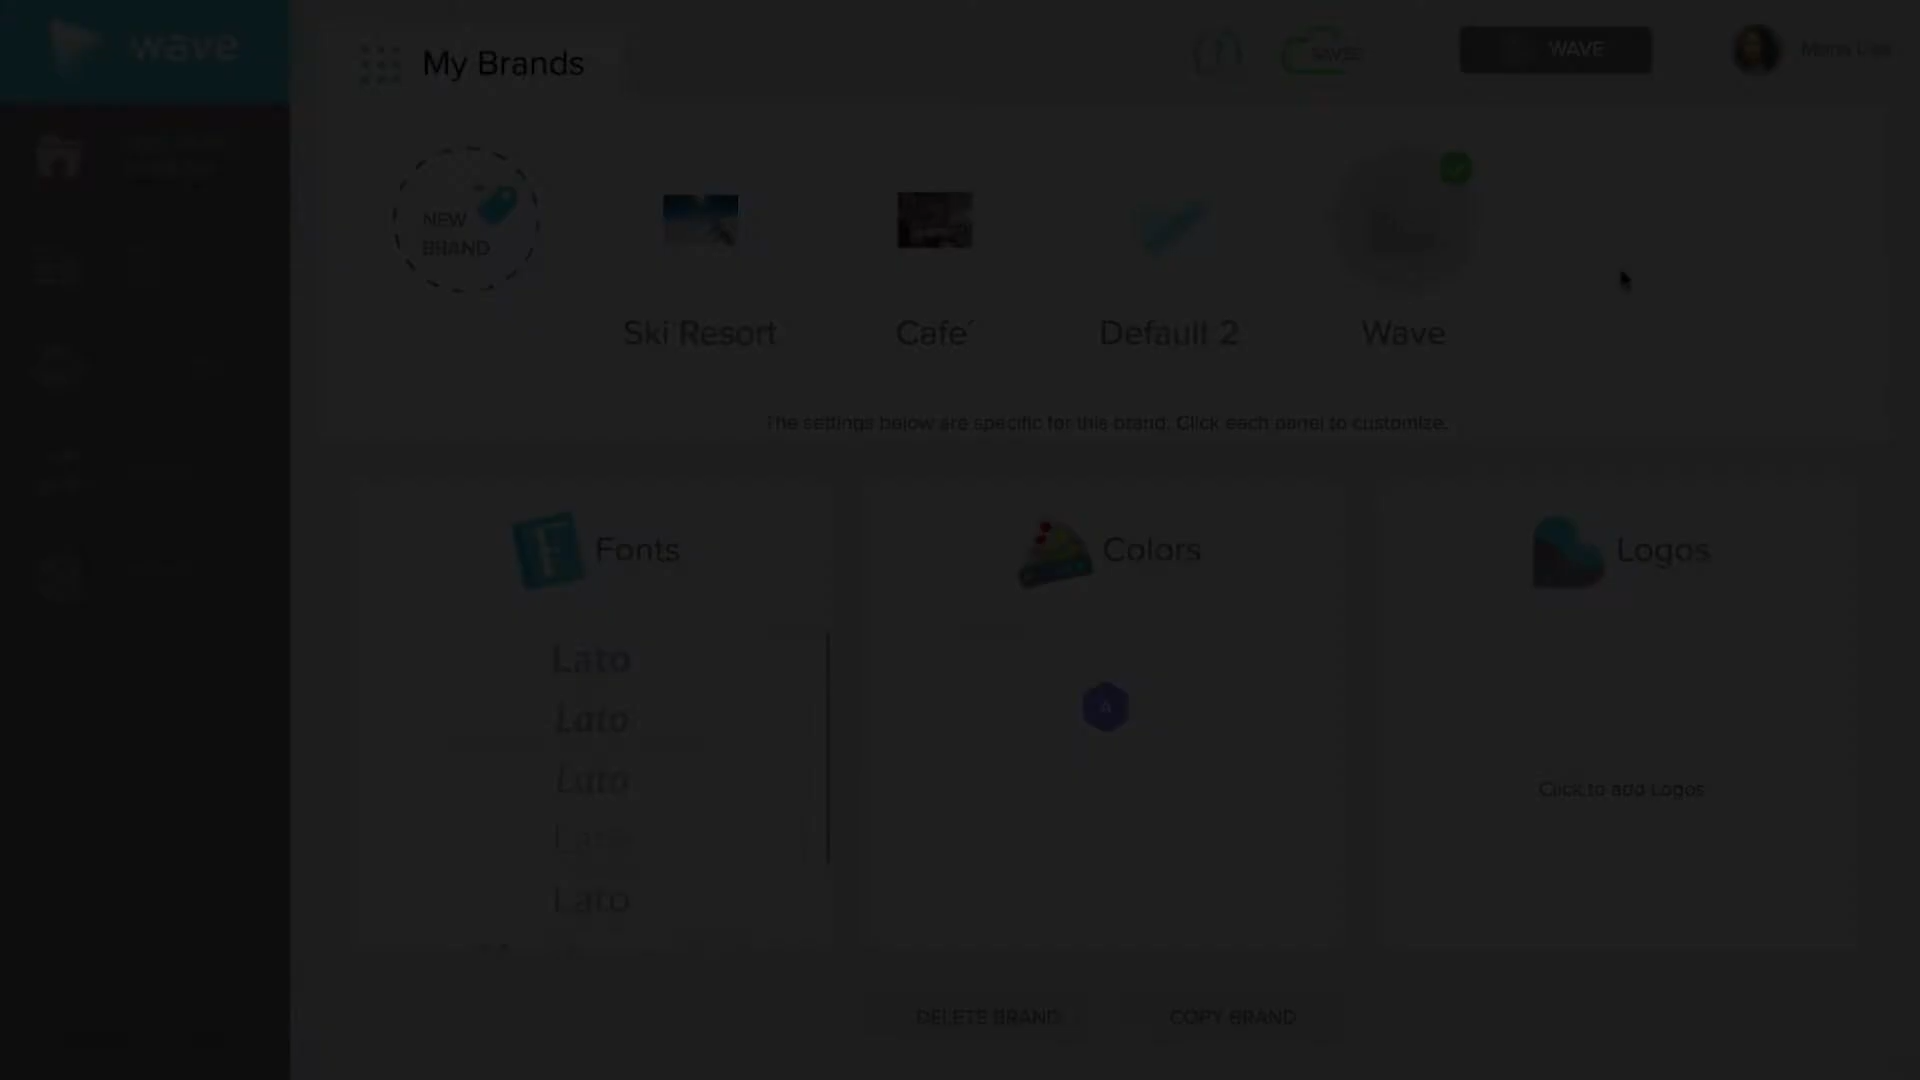 wave
My Brands
SAVED
WAVE
NEW
BRAND
Ski Resort
Cafe´
Default 2
Wave
The settings below are specific for this brand. Click each panel to customize.
Fonts
Colors
Logos
Lato
Lato
Lato
Lato
Lato
A
Click to add Logos
DELETE BRAND
COPY BRAND